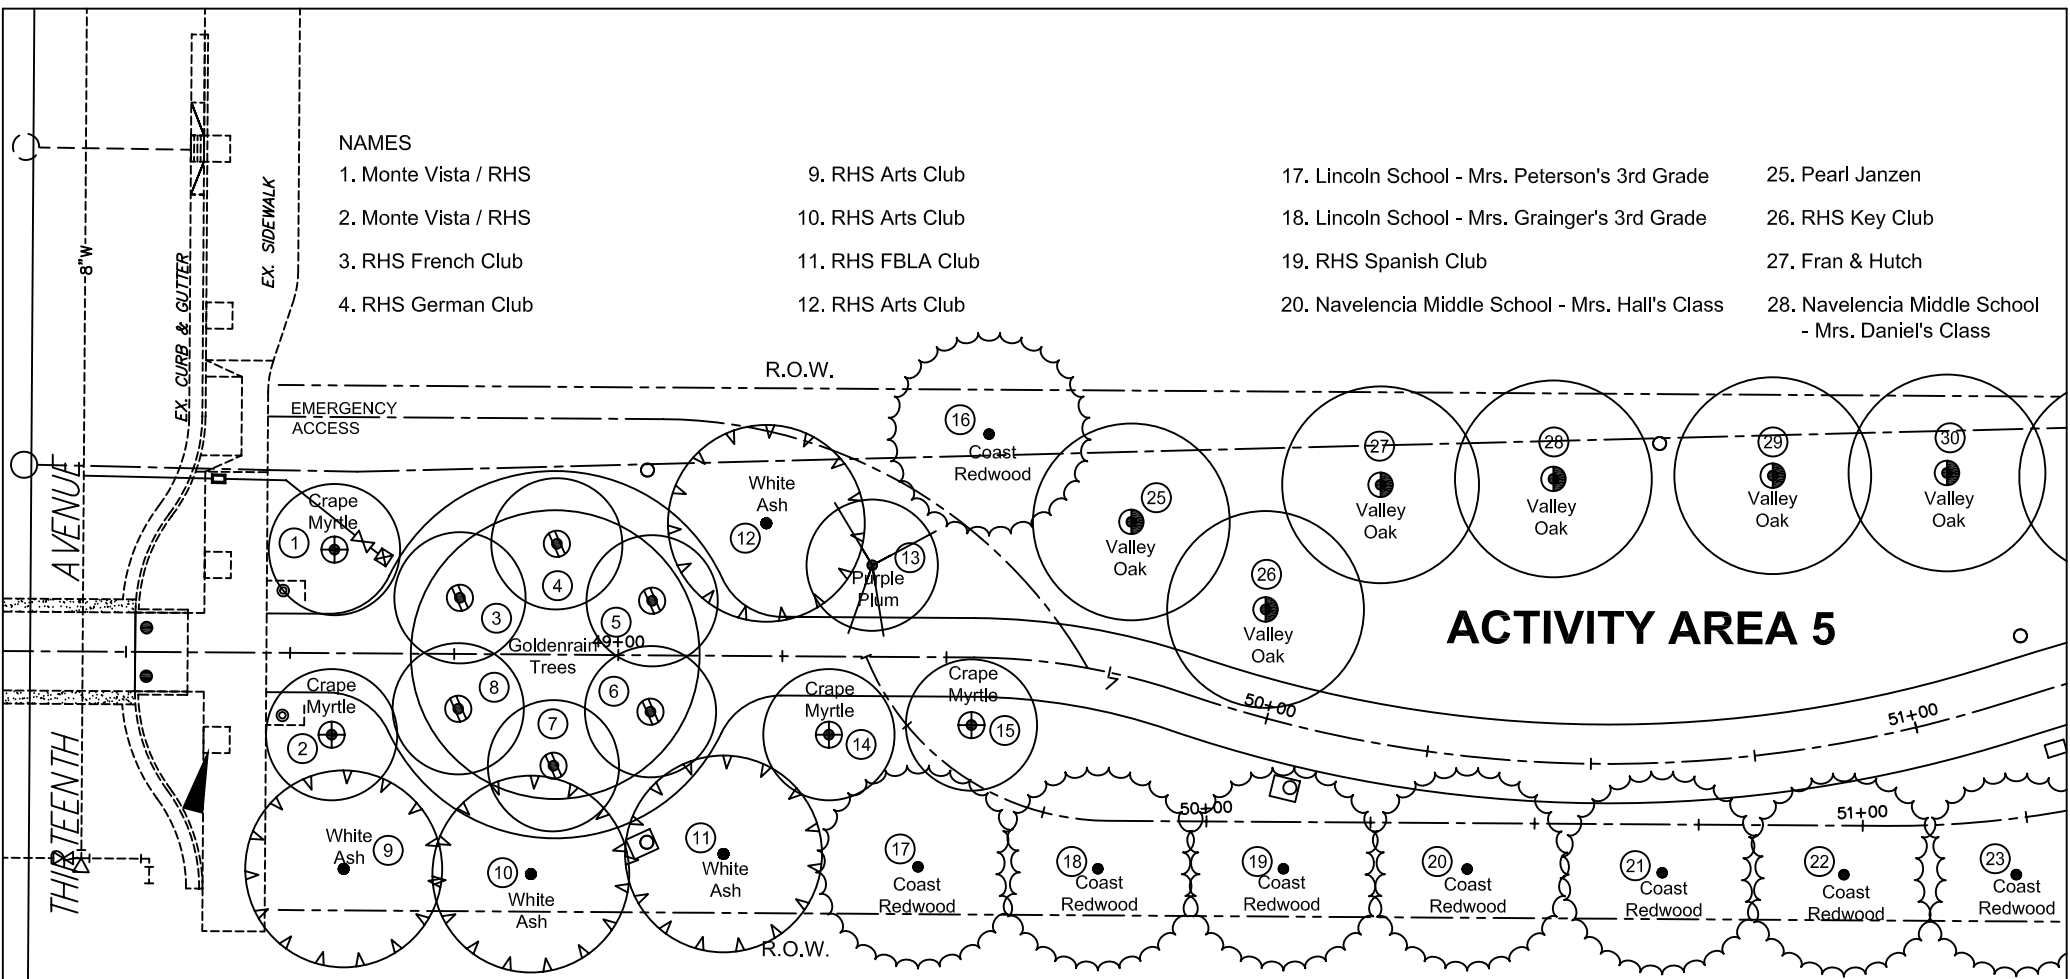 NAMES
1. Monte Vista / RHS
2. Monte Vista / RHS
3. RHS French Club
4. RHS German Club
9. RHS Arts Club
10. RHS Arts Club
11. RHS FBLA Club
12. RHS Arts Club
17. Lincoln School - Mrs. Peterson's 3rd Grade
18. Lincoln School - Mrs. Grainger's 3rd Grade
19. RHS Spanish Club
20. Navelencia Middle School - Mrs. Hall's Class
25. Pearl Janzen
26. RHS Key Club
27. Fran & Hutch
28. Navelencia Middle School
- Mrs. Daniel's Class
8"W
EX. CURB & GUTTER
EX. SIDEWALK
THIRTEENTH AVENUE
R.O.W.
EMERGENCY
ACCESS
Crape
Myrtle
1
3
4
5
Goldenrain
Trees
49+00
8
7
6
White
Ash
12
13
Purple
Plum
16
Coast
Redwood
25
Valley
Oak
26
Valley
Oak
27
Valley
Oak
28
Valley
Oak
29
Valley
Oak
30
Valley
Oak
ACTIVITY AREA 5
Crape
Myrtle
2
Crape
Myrtle
14
Crape
Myrtle
15
50+00
51+00
White
Ash
9
10
White
Ash
11
White
Ash
R.O.W.
50+00
51+00
17
Coast
Redwood
18
Coast
Redwood
19
Coast
Redwood
20
Coast
Redwood
21
Coast
Redwood
22
Coast
Redwood
23
Coast
Redwood